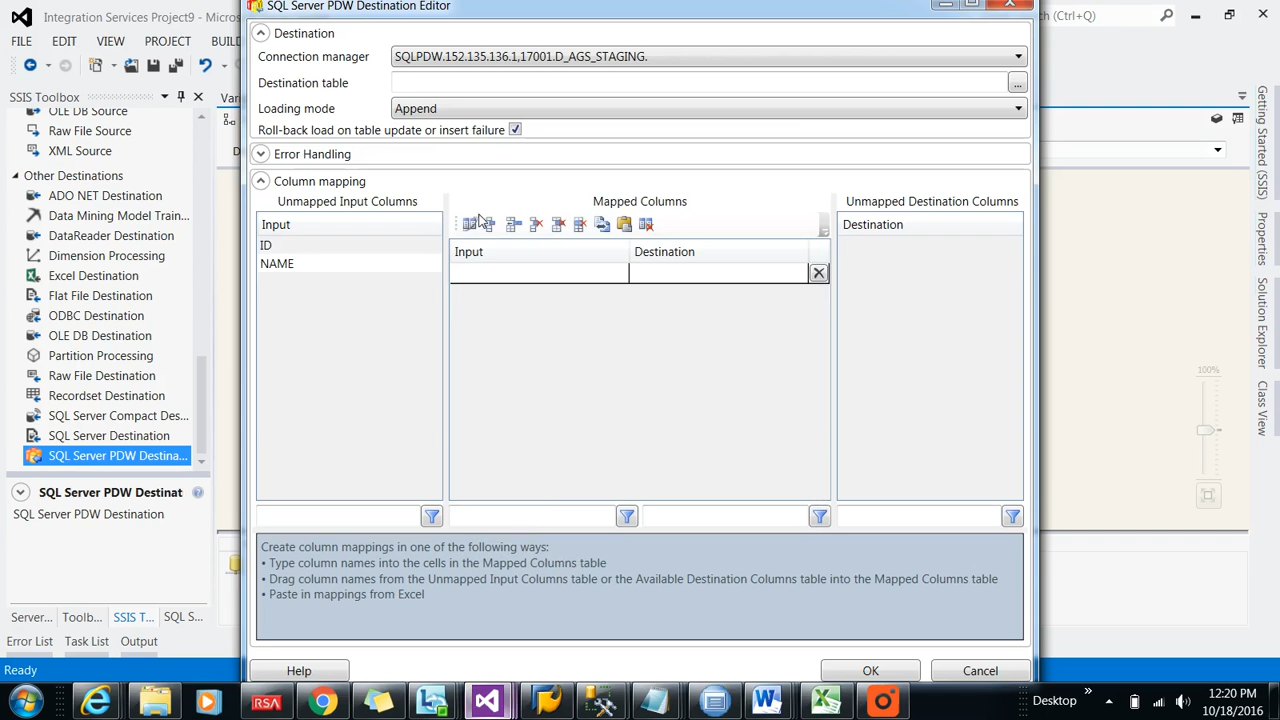 SQL Server PDW Destination Editor
Integration Services Project9 - Micros
ch (Ctrl+Q)
FILE EDIT VIEW PROJECT BUIL
SSIS Toolbox
Var
OLE DB Source
Raw File Source
XML Source
Other Destinations
ADO NET Destination
Data Mining Model Train...
DataReader Destination
Dimension Processing
Excel Destination
Flat File Destination
ODBC Destination
OLE DB Destination
Partition Processing
Raw File Destination
Recordset Destination
SQL Server Compact Des...
SQL Server Destination
SQL Server PDW Destina...
SQL Server PDW Destinat
SQL Server PDW Destination
Server... Toolb... SSIS T... SQL S...
Error List Task List Output
Ready
D
Destination
Connection manager SQLPDW.152.135.136.1,17001.D_AGS_STAGING.
Destination table ...
Loading mode Append
Roll-back load on table update or insert failure
Error Handling
Column mapping
Unmapped Input Columns Mapped Columns Unmapped Destination Columns
Input Destination
ID
NAME
Input Destination
Create column mappings in one of the following ways:
• Type column names into the cells in the Mapped Columns table
• Drag column names from the Unmapped Input Columns table or the Available Destination Columns table into the Mapped Columns table
• Paste in mappings from Excel
Help OK Cancel
100%
Getting Started (SSIS)
Properties
Solution Explorer
Class View
RSA
Desktop »
12:20 PM
10/18/2016